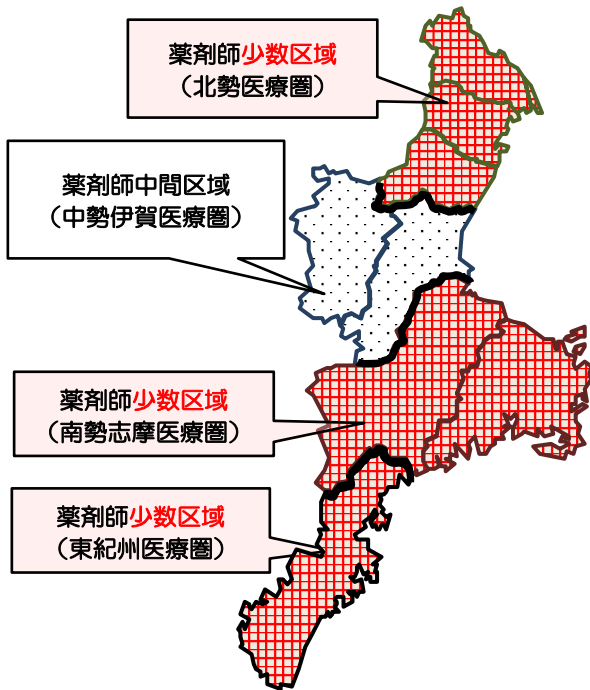 薬剤師少数区域
（北勢医療圏）
薬剤師中間区域
（中勢伊賀医療圏）
薬剤師少数区域
（南勢志摩医療圏）
薬剤師少数区域
（東紀州医療圏）